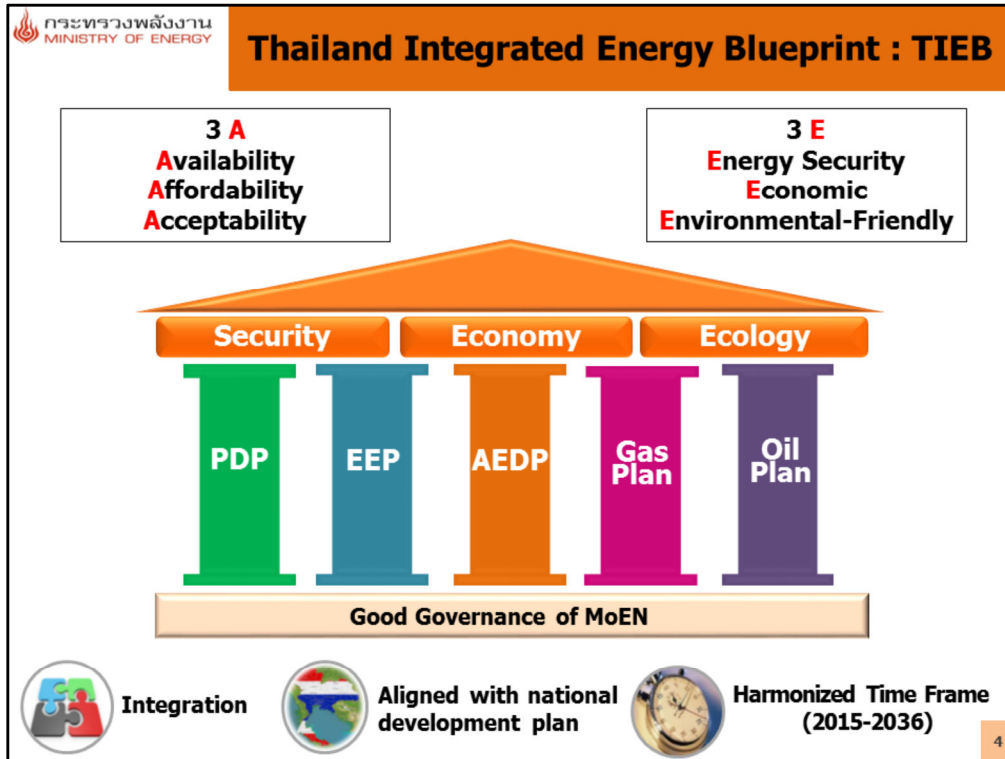 กระทรวงพลังงาน
MINISTRY OF ENERGY
Thailand Integrated Energy Blueprint : TIEB
3 A
Availability
Affordability
Acceptability
3 E
Energy Security
Economic
Environmental-Friendly
Security
Economy
Ecology
PDP
EEP
AEDP
Gas
Plan
Oil
Plan
Good Governance of MoEN
Integration
Aligned with national
development plan
Harmonized Time Frame
(2015-2036)
4